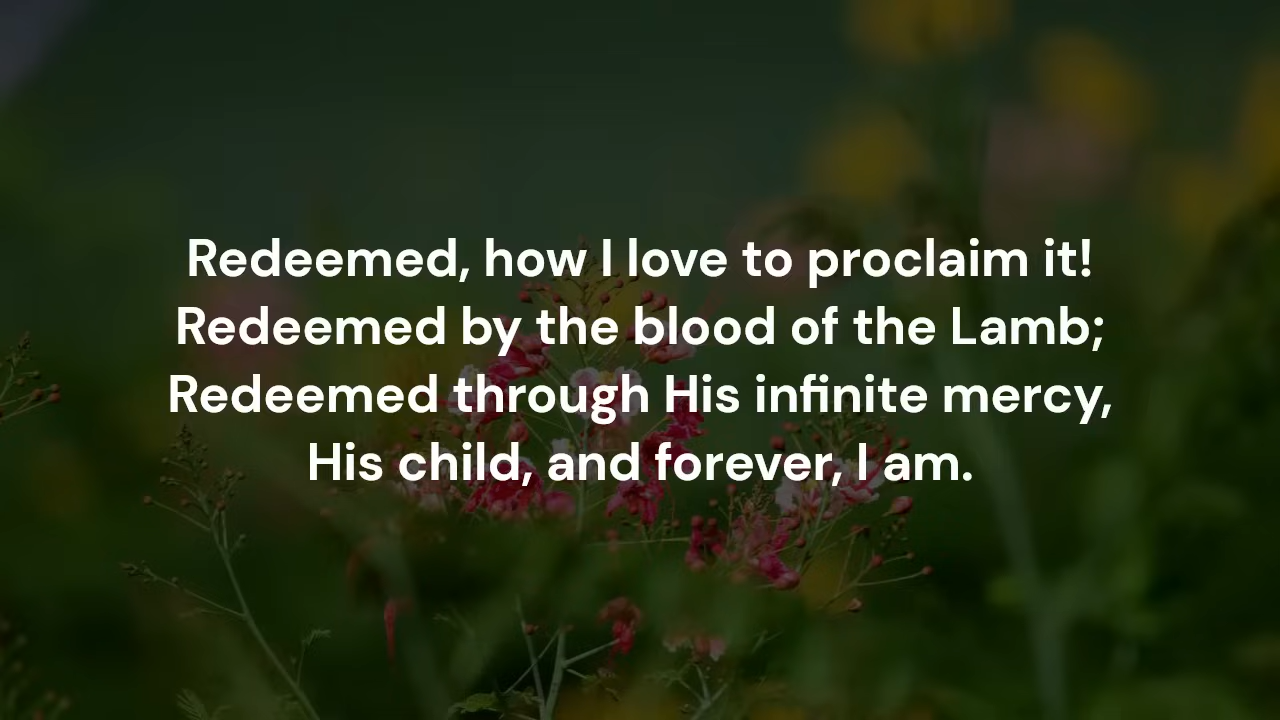 Redeemed, how I love to proclaim it!
Redeemed by the blood of the Lamb;
Redeemed through His infinite mercy,
His child, and forever, I am.